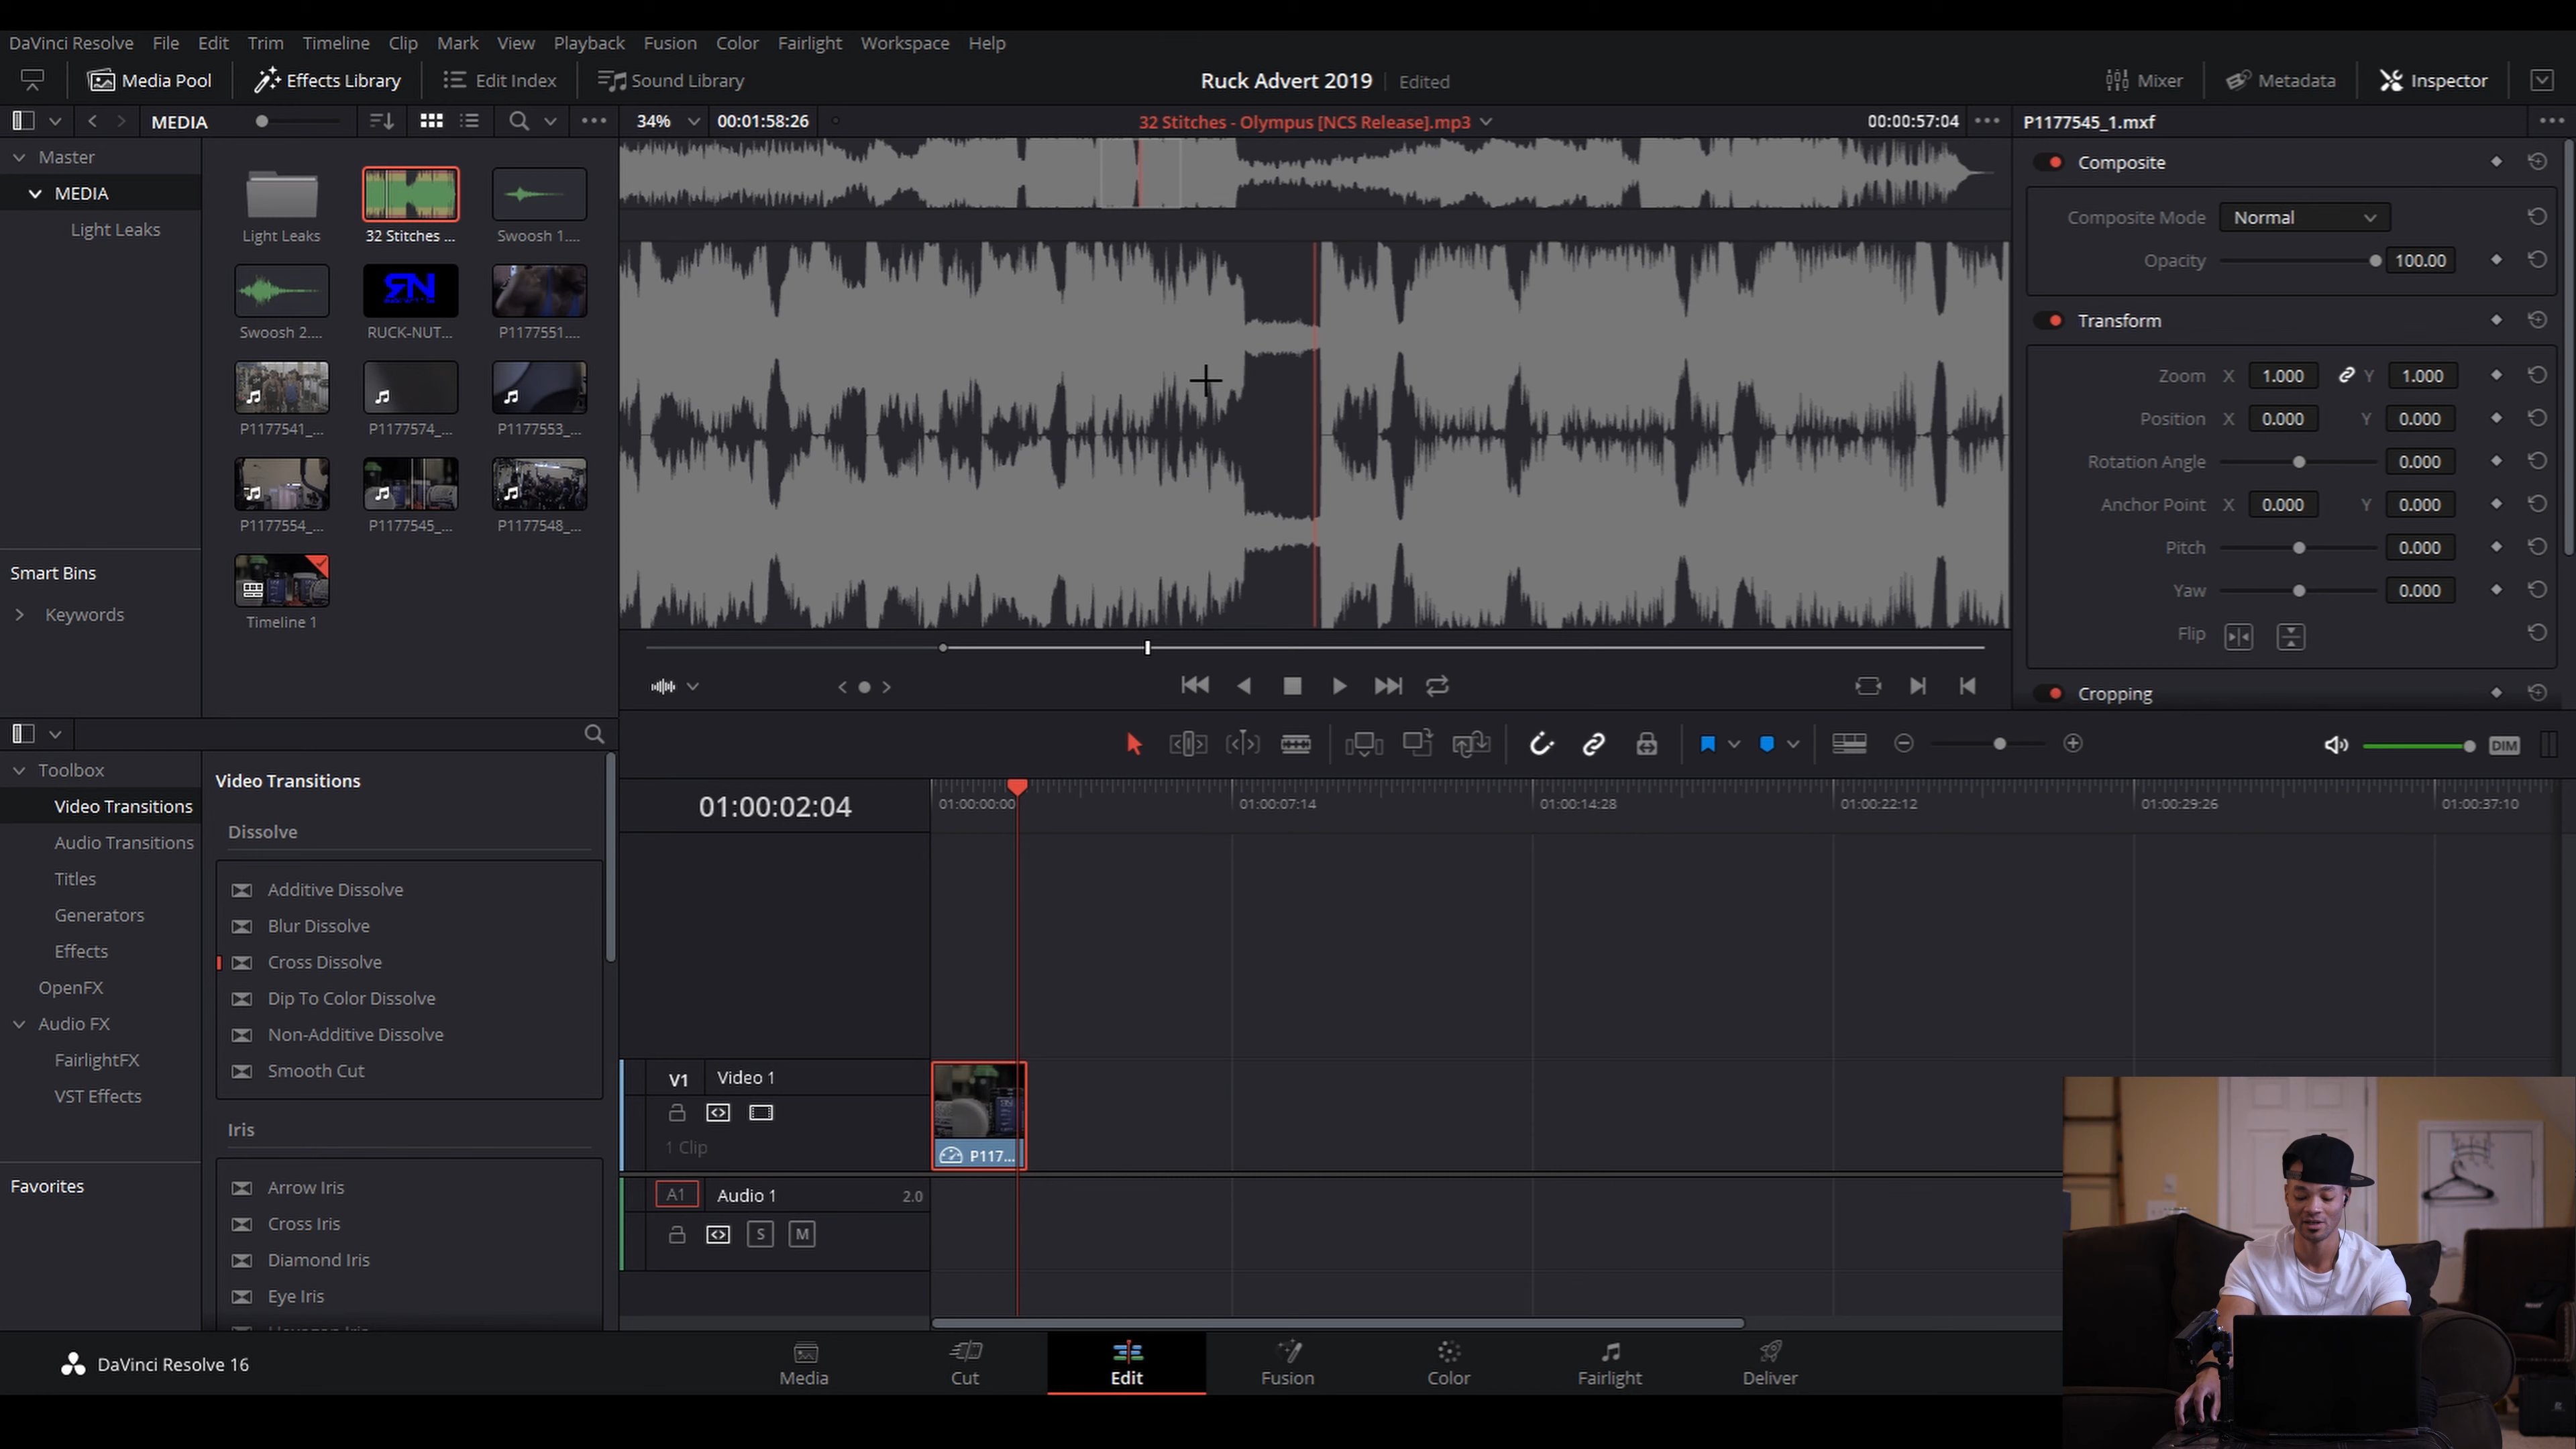 DaVinci Resolve File Edit Trim Timeline Clip Mark View Playback Fusion Color Fairlight Workspace Help
Media Pool Effects Library Edit Index Sound Library Ruck Advert 2019 Edited Mixer Metadata Inspector
MEDIA 34% 00:01:58:26 32 Stitches - Olympus [NCS Release].mp3 00:00:57:04 P1177545_1.mxf
Master
MEDIA
Light Leaks
Light Leaks 32 Stitches ... Swoosh 1....
Swoosh 2.... RUCK-NUT... P1177551....
P1177541_... P1177574_... P1177553_...
P1177554_... P1177545_... P1177548_...
Timeline 1
Smart Bins
Keywords
Composite
Composite Mode Normal
Opacity 100.00
Transform
Zoom X 1.000 Y 1.000
Position X 0.000 Y 0.000
Rotation Angle 0.000
Anchor Point X 0.000 Y 0.000
Pitch 0.000
Yaw 0.000
Flip
Cropping
DIM
Toolbox
Video Transitions
Audio Transitions
Titles
Generators
Effects
OpenFX
Audio FX
FairlightFX
VST Effects
Favorites
Video Transitions
Dissolve
Additive Dissolve
Blur Dissolve
Cross Dissolve
Dip To Color Dissolve
Non-Additive Dissolve
Smooth Cut
Iris
Arrow Iris
Cross Iris
Diamond Iris
Eye Iris
01:00:02:04 01:00:00:00 01:00:07:14 01:00:14:28 01:00:22:12 01:00:29:26 01:00:37:10
V1 Video 1
1 Clip
P117...
A1 Audio 1 2.0
S M
DaVinci Resolve 16
Media Cut Edit Fusion Color Fairlight Deliver